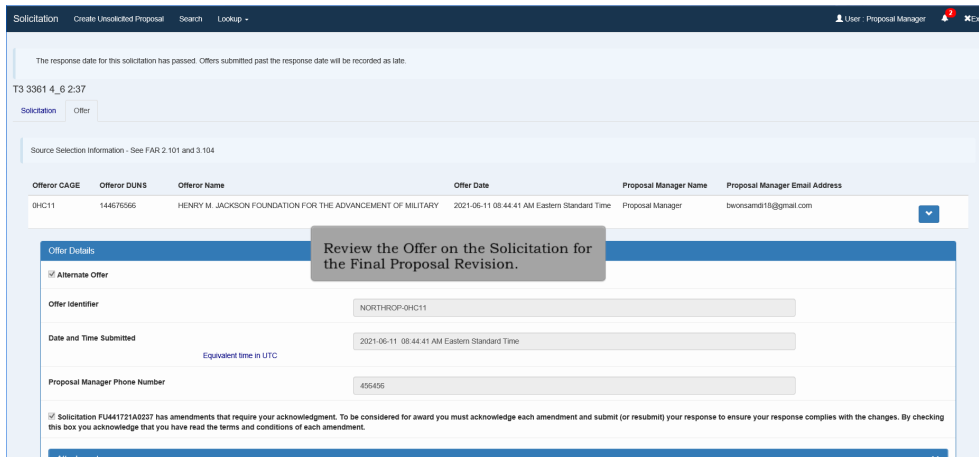 Solicitation Create Unsolicited Proposal Search Lookup User : Proposal Manager 2
The response date for this solicitation has passed. Offers submitted past the response date will be recorded as late.
T3 3361 4_6 2:37
Solicitation Offer
Source Selection Information - See FAR 2.101 and 3.104
Offeror CAGE Offeror DUNS Offeror Name Offer Date Proposal Manager Name Proposal Manager Email Address
0HC11 144676566 HENRY M. JACKSON FOUNDATION FOR THE ADVANCEMENT OF MILITARY 2021-06-11 08:44:41 AM Eastern Standard Time Proposal Manager bwonsamdi18@gmail.com
Offer Details
Review the Offer on the Solicitation for
the Final Proposal Revision.
Alternate Offer
Offer Identifier NORTHROP-0HC11
Date and Time Submitted 2021-06-11 08:44:41 AM Eastern Standard Time
Equivalent time in UTC
Proposal Manager Phone Number 456456
Solicitation FU441721A0237 has amendments that require your acknowledgment. To be considered for award you must acknowledge each amendment and submit (or resubmit) your response to ensure your response complies with the changes. By checking
this box you acknowledge that you have read the terms and conditions of each amendment.